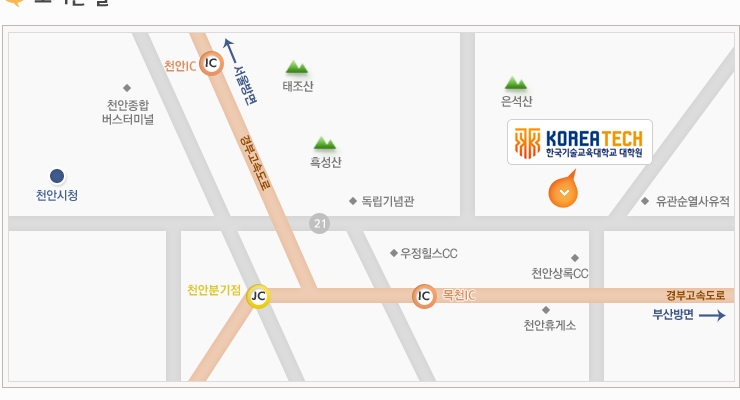 천안IC
IC
서울방면
태조산
은석산
천안종합
버스터미널
KOREATECH
한국기술교육대학교 대학원
경부고속도로
흑성산
천안시청
독립기념관
유관순열사유적
21
우정힐스CC
천안상록CC
천안분기점
JC
IC
목천IC
경부고속도로
부산방면
천안휴게소